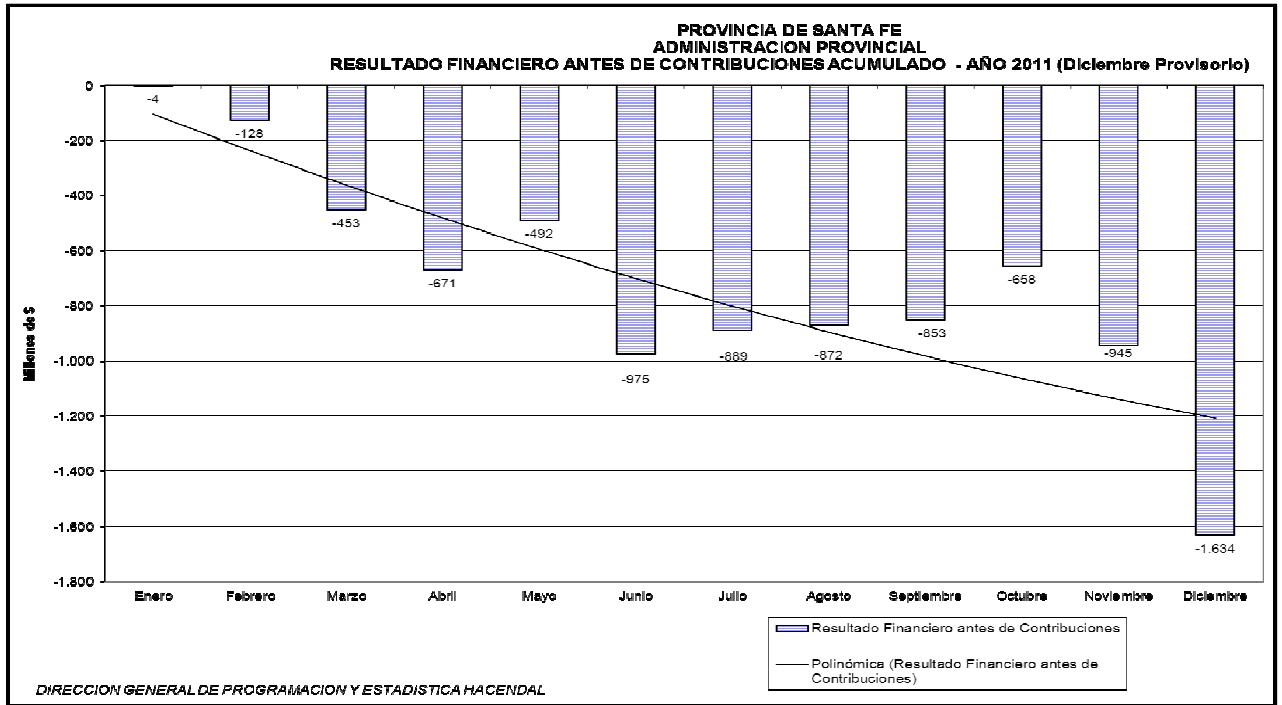 PROVINCIA DE SANTA FE
ADMINISTRACION PROVINCIAL
RESULTADO FINANCIERO ANTES DE CONTRIBUCIONES ACUMULADO - AÑO 2011 (Diciembre Provisorio)
Millones de $
0
-200
-400
-600
-800
-1.000
-1.200
-1.400
-1.600
-1.800
-4
-128
-453
-671
-492
-975
-889
-872
-853
-658
-945
-1.634
Enero Febrero Marzo Abril Mayo Junio Julio Agosto Septiembre Octubre Noviembre Diciembre
Resultado Financiero antes de Contribuciones
Polinómica (Resultado Financiero antes de
Contribuciones)
DIRECCION GENERAL DE PROGRAMACION Y ESTADISTICA HACENDAL